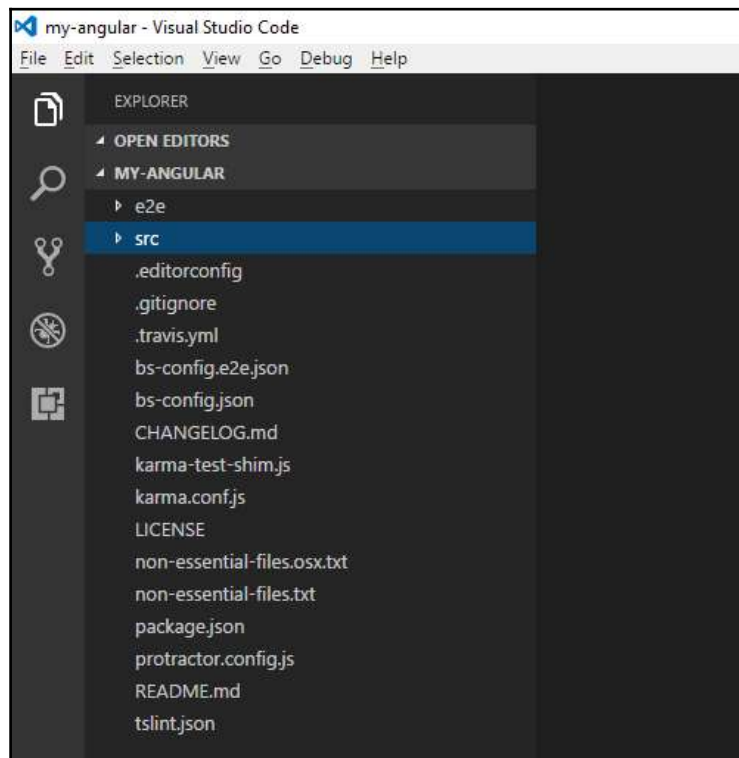 my-angular - Visual Studio Code
File Edit Selection View Go Debug Help
EXPLORER
OPEN EDITORS
MY-ANGULAR
e2e
src
.editorconfig
.gitignore
.travis.yml
bs-config.e2e.json
bs-config.json
CHANGELOG.md
karma-test-shim.js
karma.conf.js
LICENSE
non-essential-files.osx.txt
non-essential-files.txt
package.json
protractor.config.js
README.md
tslint.json